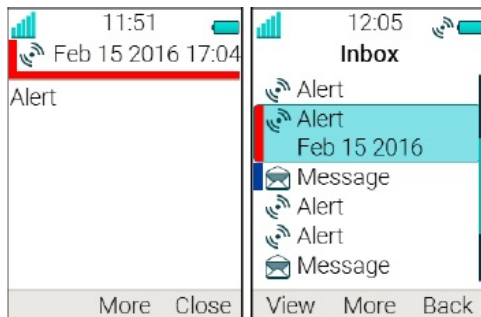 11:51
Feb 15 2016 17:04
Alert
More Close
12:05
Inbox
Alert
Alert
Feb 15 2016
Message
Alert
Alert
Message
View More Back